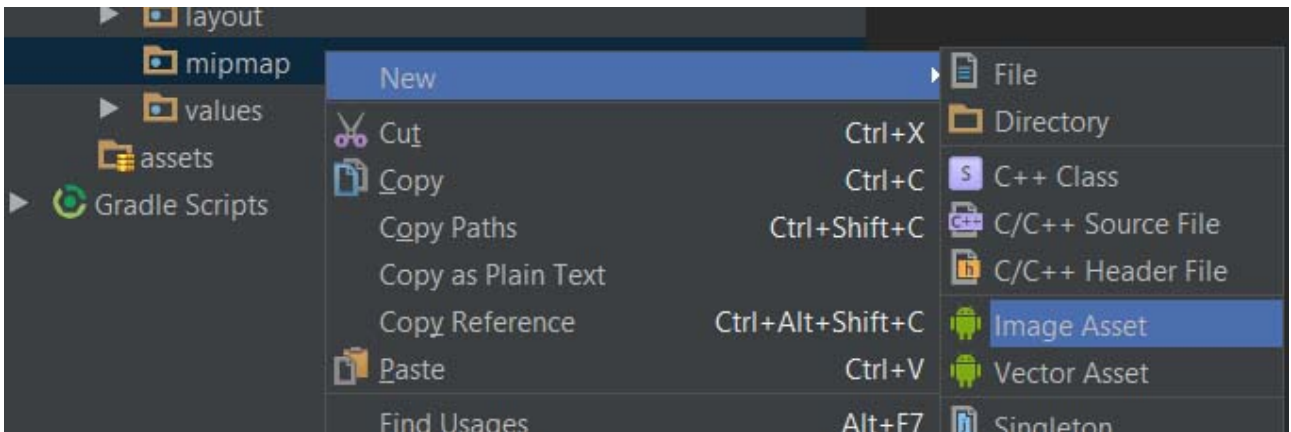 layout
mipmap
values
assets
Gradle Scripts
New
Cut Ctrl+X
Copy Ctrl+C
Copy Paths Ctrl+Shift+C
Copy as Plain Text
Copy Reference Ctrl+Alt+Shift+C
Paste Ctrl+V
Find Usages Alt+F7
File
Directory
S C++ Class
C++ C/C++ Source File
h C/C++ Header File
Image Asset
Vector Asset
Singleton